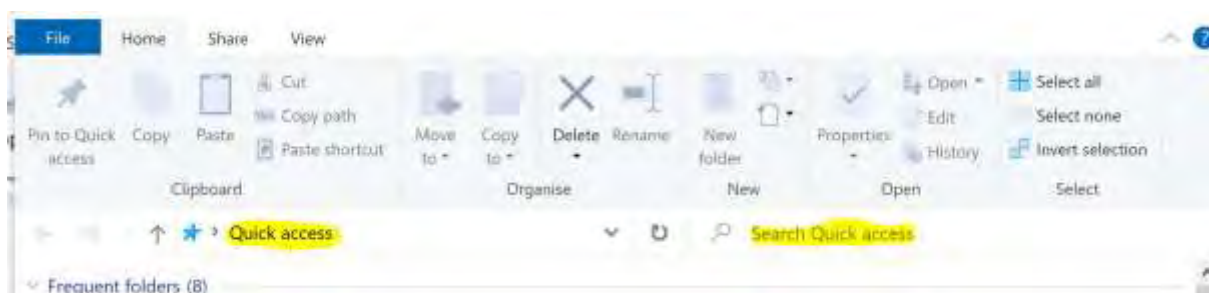 File Home Share View
Pin to Quick access
Copy
Paste
Cut
Copy path
Paste shortcut
Move to
Copy to
Delete
Rename
New folder
Properties
Open
Edit
History
Select all
Select none
Invert selection
Clipboard Organise New Open Select
Quick access Search Quick access
Frequent folders (8)